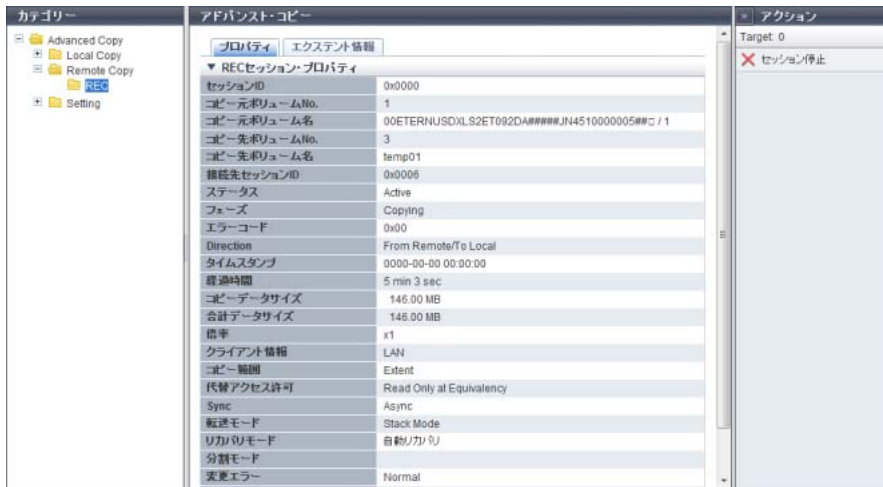 カテゴリー
Advanced Copy
Local Copy
Remote Copy
REC
Setting
アドバンスト・コピー
プロパティ エクステント情報
▼ RECセッション・プロパティ
セッションID 0x0000
コピー元ボリュームNo. 1
コピー元ボリューム名 00ETERNUSDXLS2ET092DA#####JN4510000005##□ / 1
コピー先ボリュームNo. 3
コピー先ボリューム名 temp01
接続先セッションID 0x0006
ステータス Active
フェーズ Copying
エラーコード 0x00
Direction From Remote/To Local
タイムスタンプ 0000-00-00 00:00:00
経過時間 5 min 3 sec
コピーデータサイズ 146.00 MB
合計データサイズ 146.00 MB
倍率 x1
クライアント情報 LAN
コピー範囲 Extent
代替アクセス許可 Read Only at Equivalency
Sync Async
転送モード Stack Mode
リカバリモード 自動リカバリ
分割モード
変更エラー Normal
» アクション
Target: 0
セッション停止